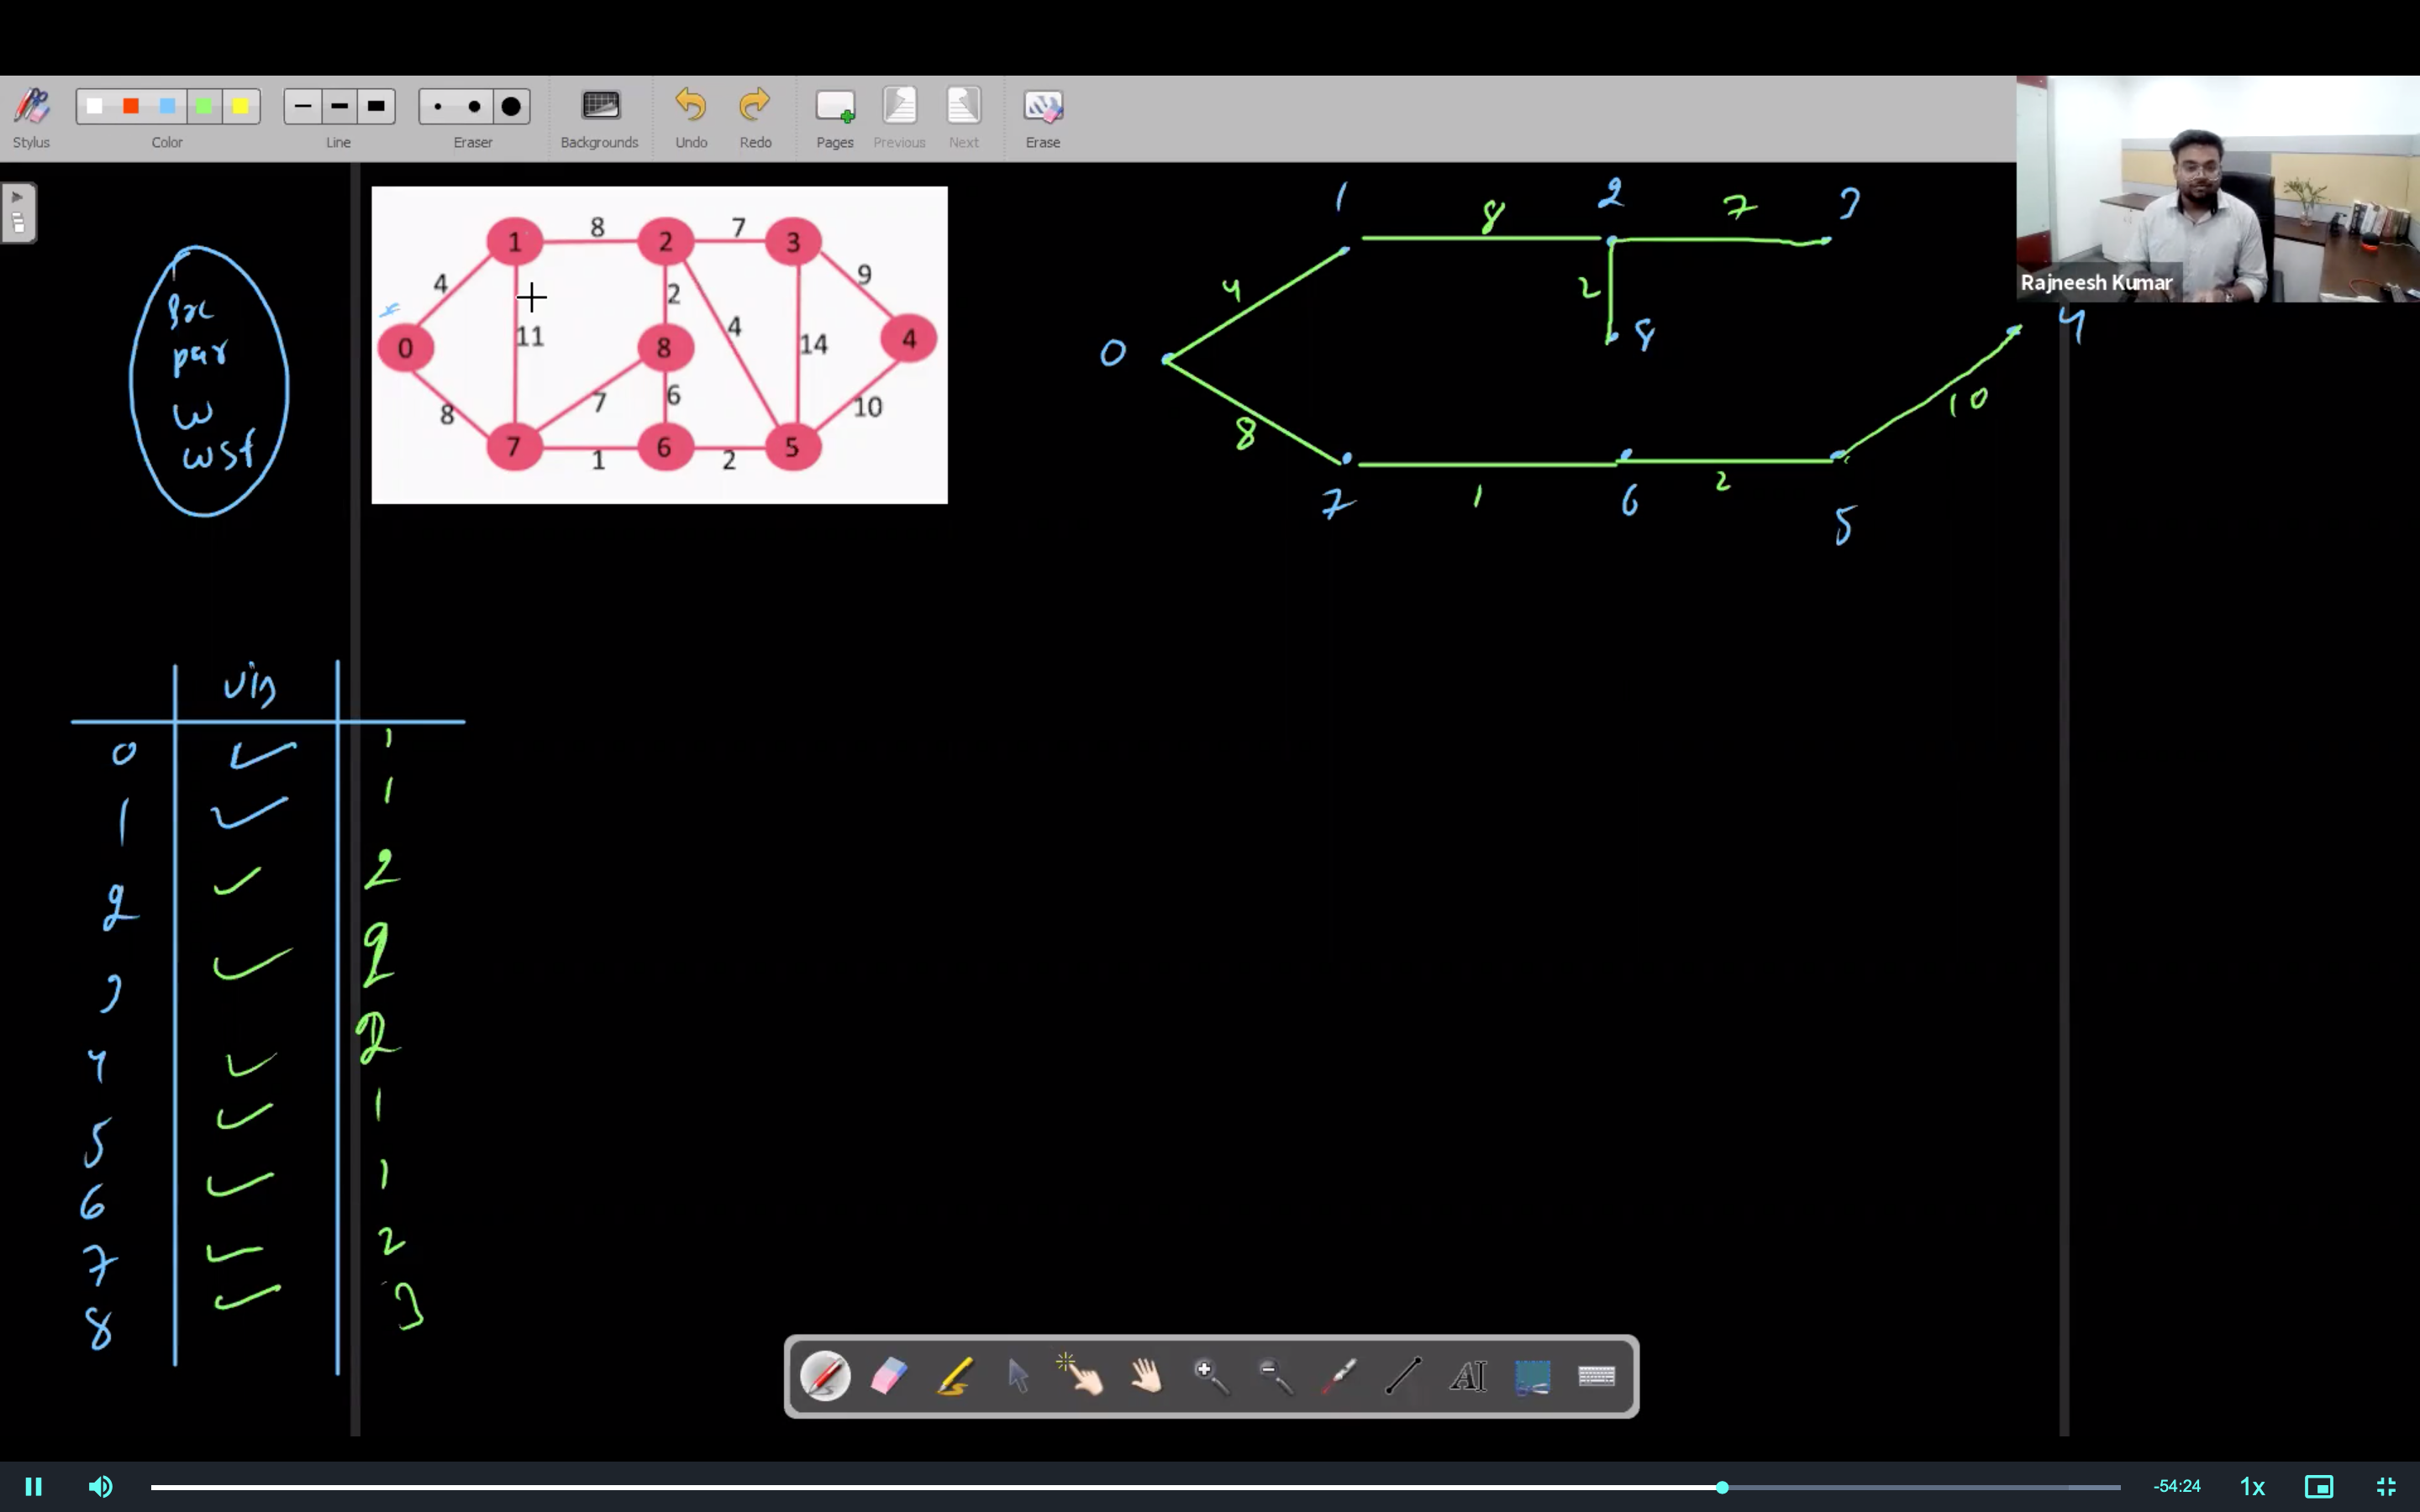 Stylus
Color
Line
Eraser
Backgrounds
Undo
Redo
Pages
Previous
Next
Erase
Rajneesh Kumar
par
w
wsf
1 8 2 7 3
4 11 2 4 14 9
0 8 4
8 7 6 10
7 1 6 2 5
1 8 2 7 3
4 2 8
0 4
8 10
7 1 6 2 5
vis
0 1
1 1
2 2
3 2
4 2
5 1
6 1
7 2
8 3
AI
-54:24
1x